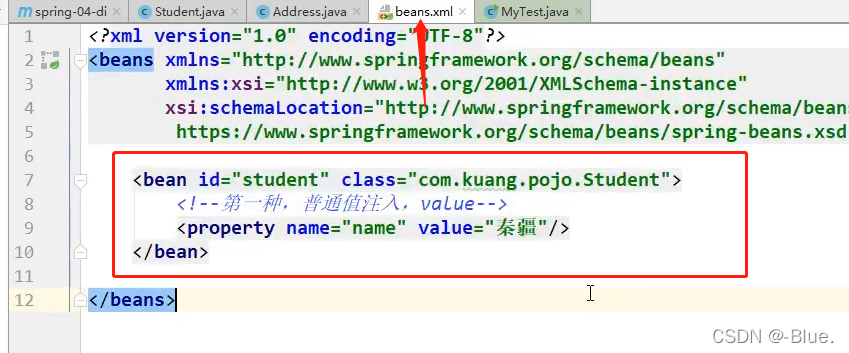 spring-04-di Student.java Address.java beans.xml MyTest.java
1 <?xml version="1.0" encoding="UTF-8"?>
2 <beans xmlns="http://www.springframework.org/schema/beans"
3 xmlns:xsi="http://www.w3.org/2001/XMLSchema-instance"
4 xsi:schemaLocation="http://www.springframework.org/schema/beans
5 https://www.springframework.org/schema/beans/spring-beans.xsd
6
7 <bean id="student" class="com.kuang.pojo.Student">
8 <!--第一种，普通值注入，value-->
9 <property name="name" value="秦疆"/>
10 </bean>
11
12 </beans>
CSDN @-Blue.